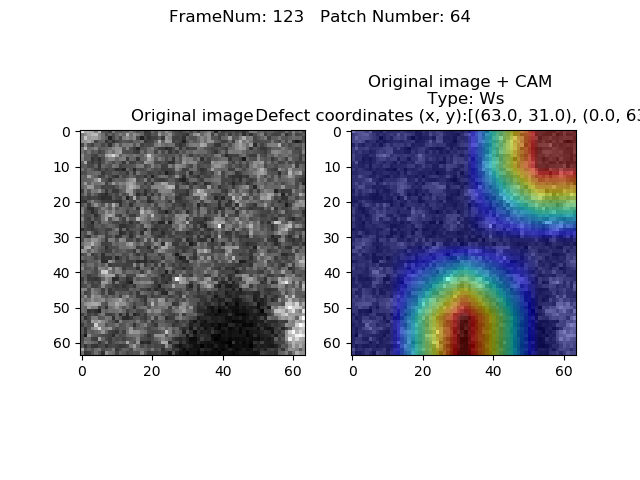 FrameNum: 123   Patch Number: 64
Original image + CAM
Type: Ws
Original image
Defect coordinates (x, y):[(63.0, 31.0), (0.0, 63
0
10
20
30
40
50
60
0 20 40 60
0
10
20
30
40
50
60
0 20 40 60